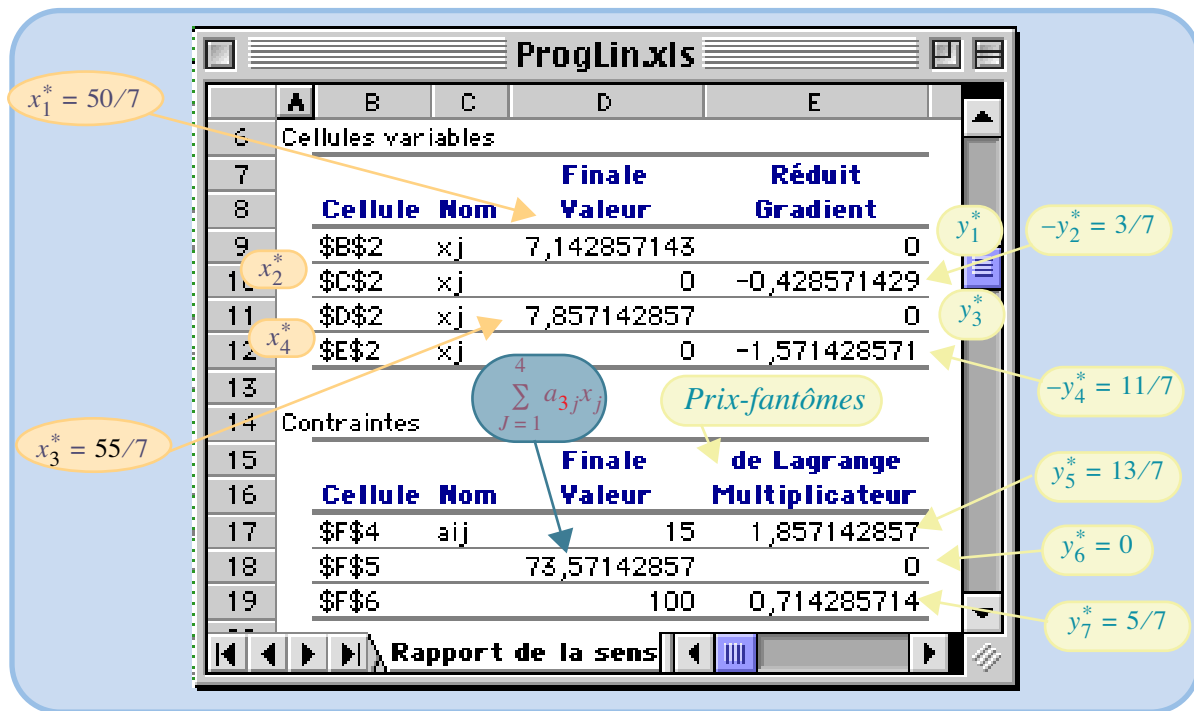 ProgLin.xls
A B C D E
6 Cellules variables
7 Finale Réduit
8 Cellule Nom Valeur Gradient
9 $B$2 xj 7,142857143 0
10 $C$2 xj 0 -0,428571429
11 $D$2 xj 7,857142857 0
12 $E$2 xj 0 -1,571428571
13
14 Contraintes
15 Finale de Lagrange
16 Cellule Nom Valeur Multiplicateur
17 $F$4 aij 15 1,857142857
18 $F$5 73,57142857 0
19 $F$6 100 0,714285714
Rapport de la sens
x₁* = 50/7
x₂*
x₄*
x₃* = 55/7
4
∑ a₃ⱼxⱼ
J = 1
Prix-fantômes
y₁*
–y₂* = 3/7
y₃*
–y₄* = 11/7
y₅* = 13/7
y₆* = 0
y₇* = 5/7